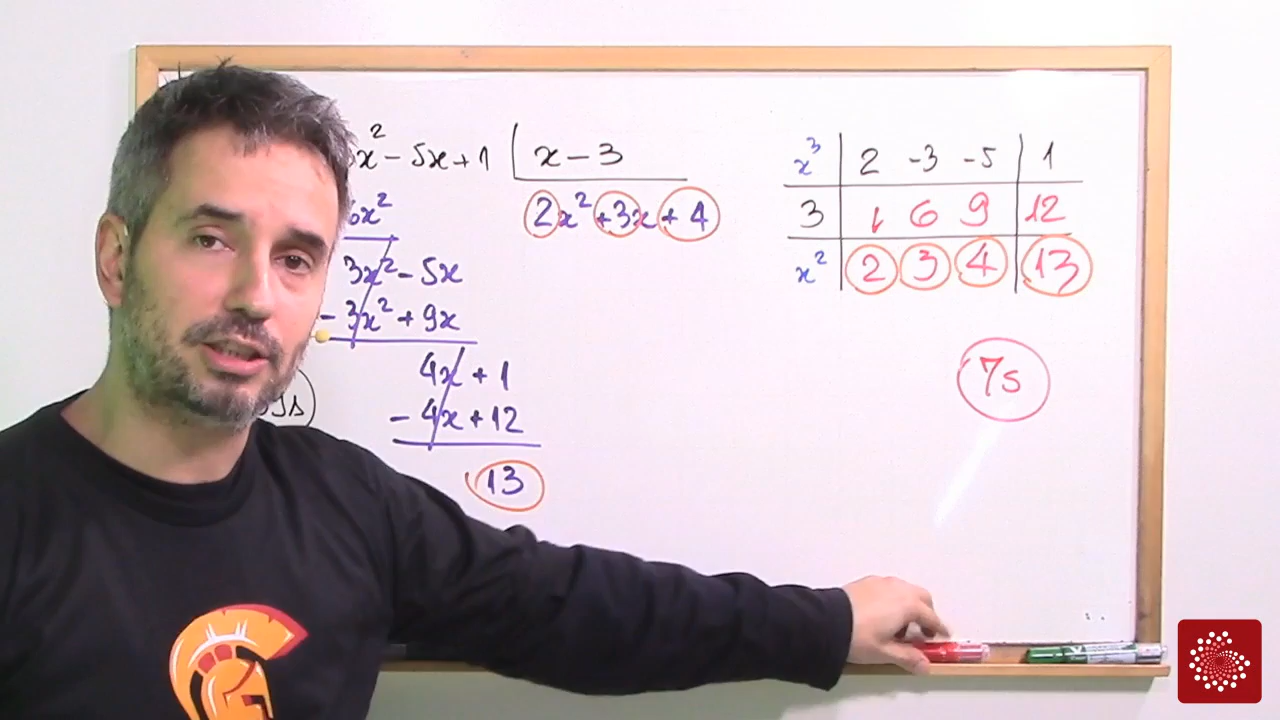 x² - 5x + 1 | x - 3
6x²
2x² + 3x + 4
3x² - 5x
- 3x² + 9x
4x + 1
- 4x + 12
13
x³ | 2 -3 -5 | 1
3 | ↓ 6 9 | 12
x² | 2 3 4 | 13
7s